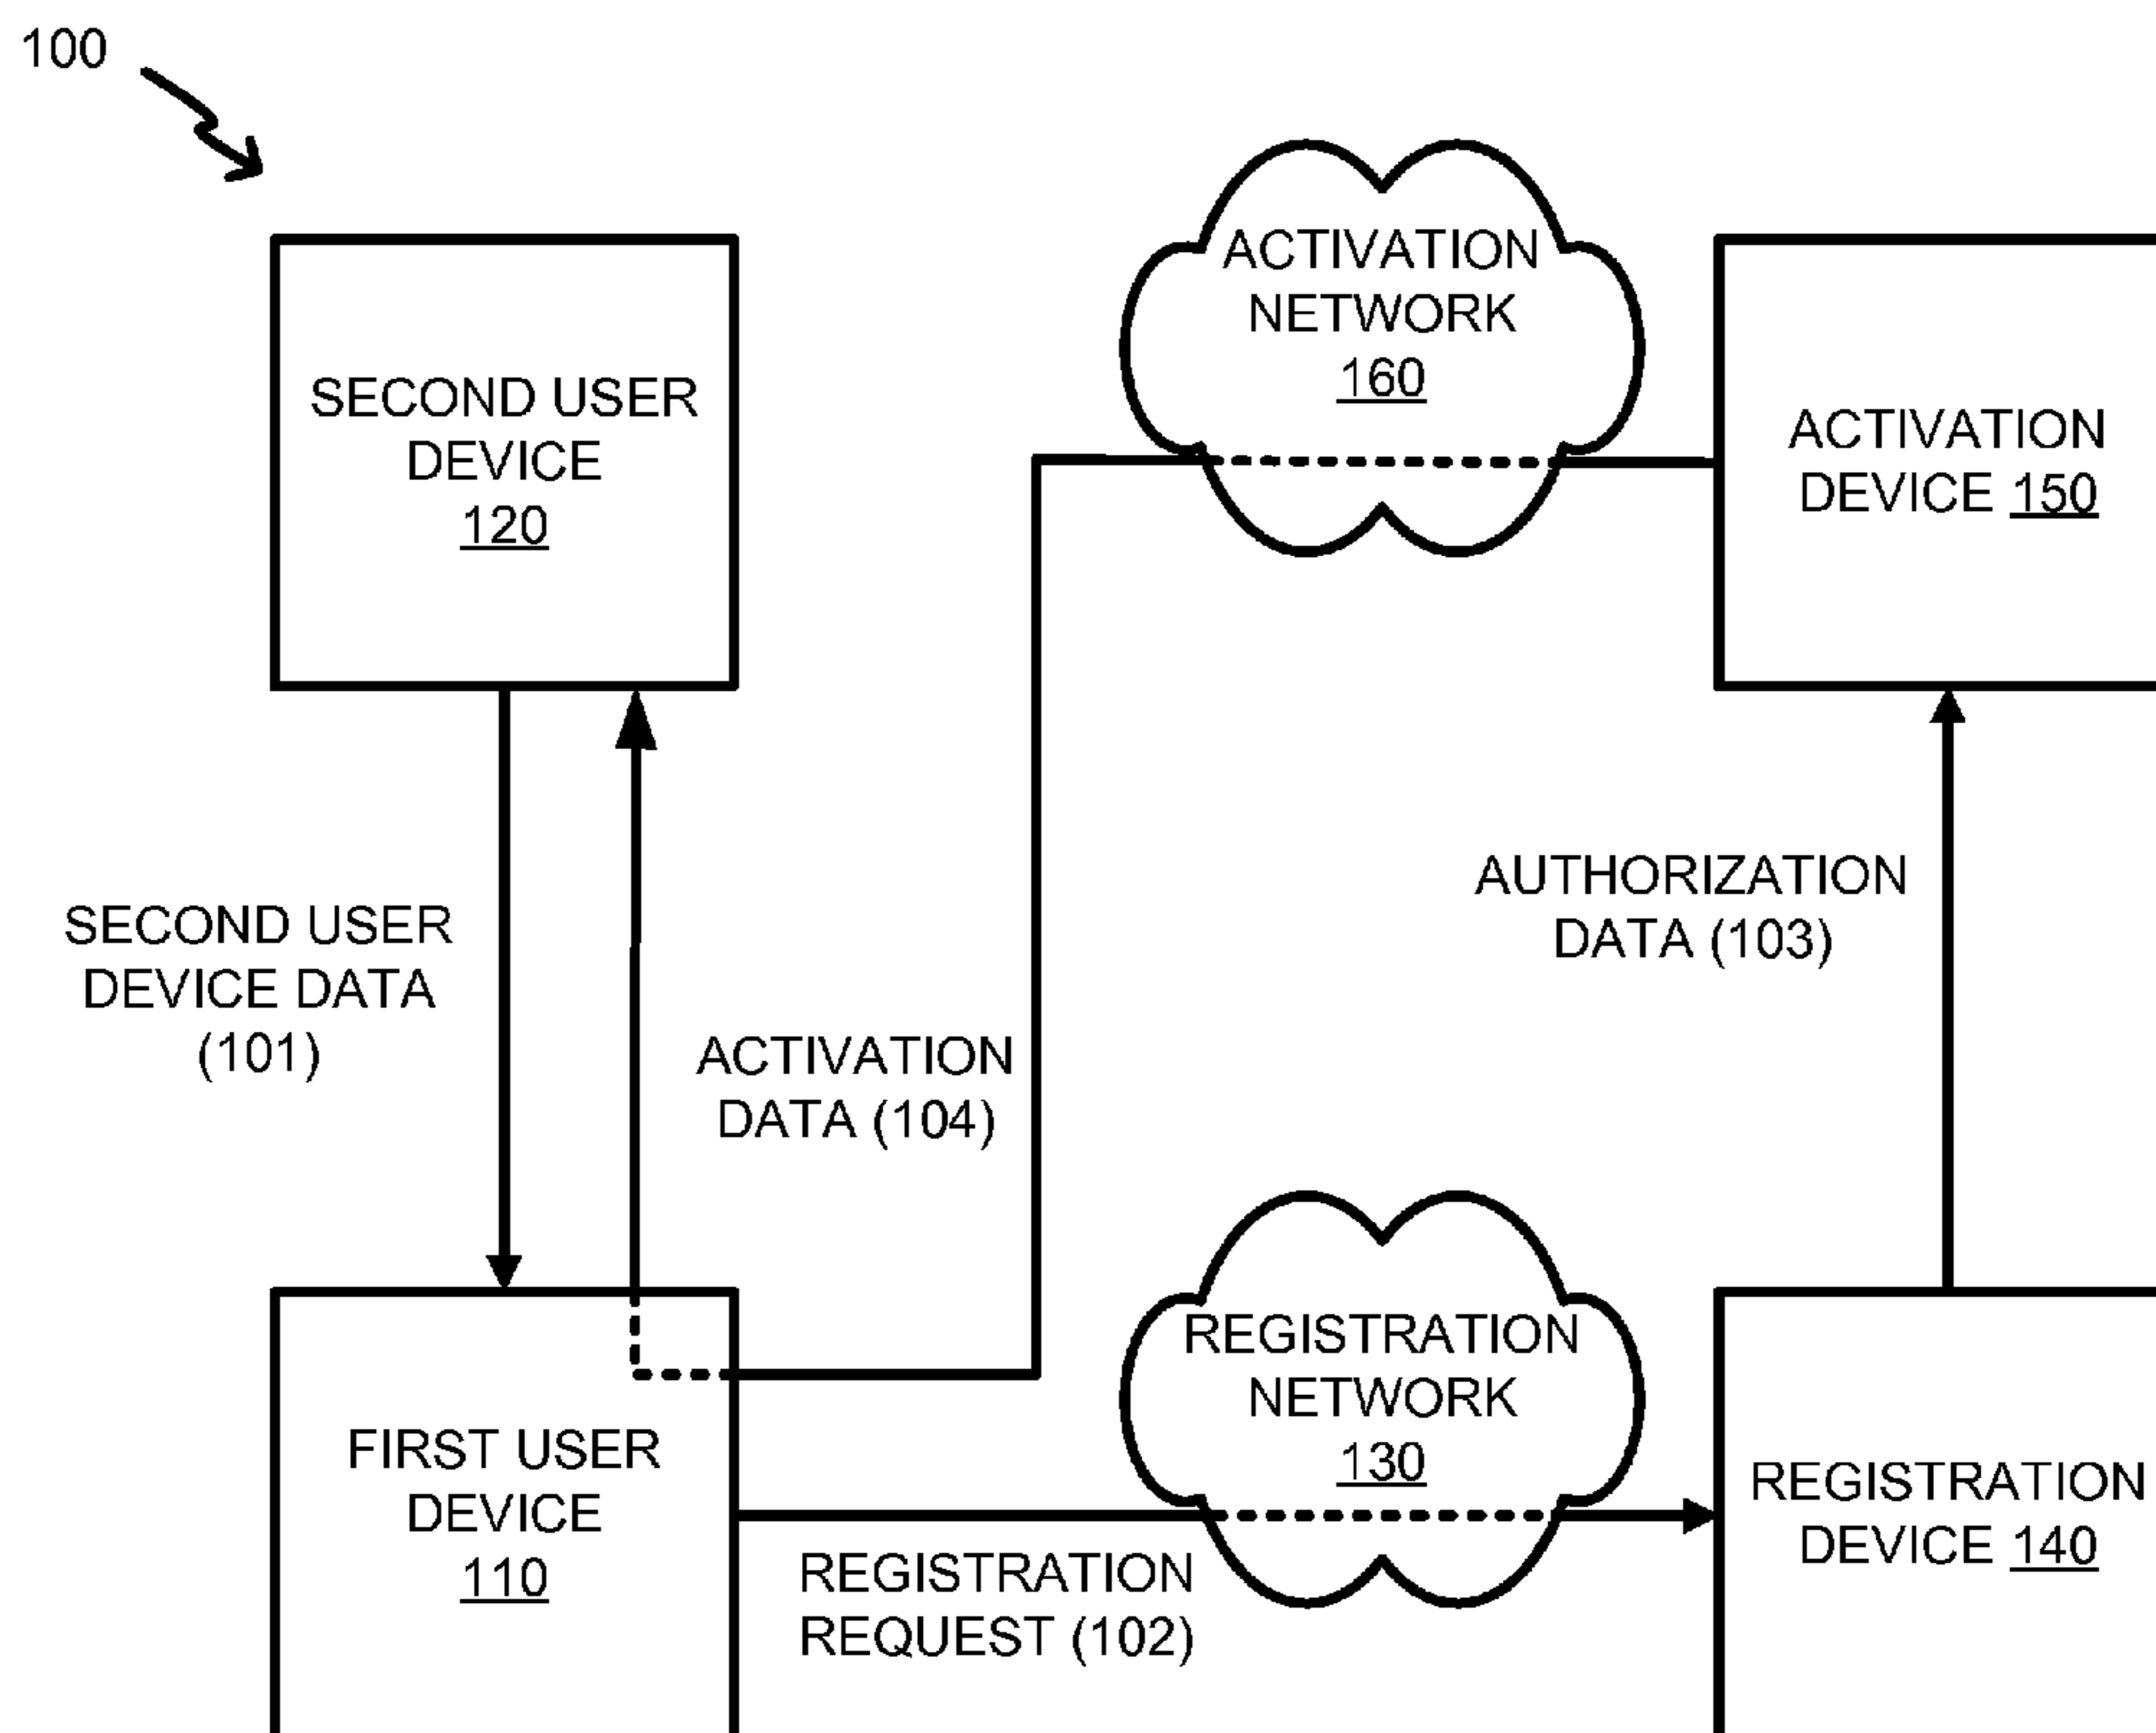 100
ACTIVATION
NETWORK
160
SECOND USER
DEVICE
120
ACTIVATION
DEVICE 150
SECOND USER
DEVICE DATA
(101)
ACTIVATION
DATA (104)
AUTHORIZATION
DATA (103)
REGISTRATION
NETWORK
130
FIRST USER
DEVICE
110
REGISTRATION
REQUEST (102)
REGISTRATION
DEVICE 140